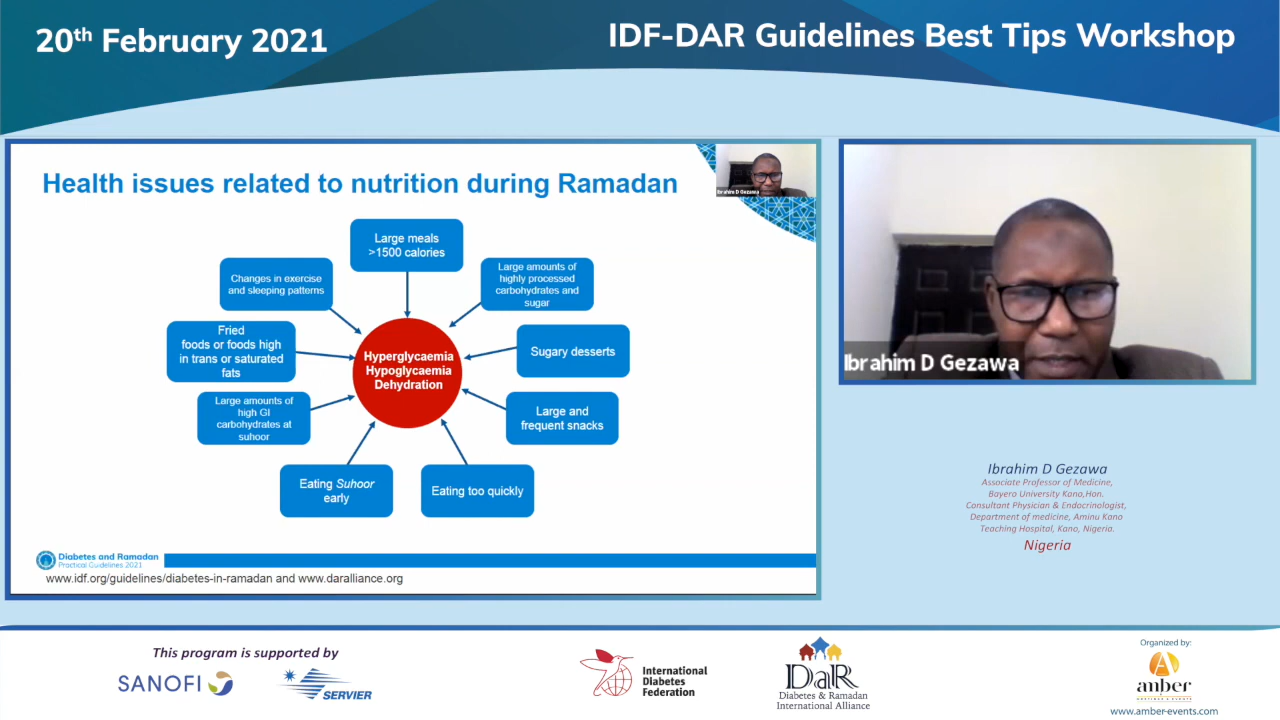 20th February 2021
IDF-DAR Guidelines Best Tips Workshop
Health issues related to nutrition during Ramadan
Ibrahim D Gezawa
Large meals
>1500 calories
Changes in exercise
and sleeping patterns
Large amounts of
highly processed
carbohydrates and
sugar
Fried
foods or foods high
in trans or saturated
fats
Hyperglycaemia
Hypoglycaemia
Dehydration
Sugary desserts
Large amounts of
high GI
carbohydrates at
suhoor
Large and
frequent snacks
Eating Suhoor
early
Eating too quickly
Diabetes and Ramadan
Practical Guidelines 2021
www.idf.org/guidelines/diabetes-in-ramadan and www.daralliance.org
Ibrahim D Gezawa
Ibrahim D Gezawa
Associate Professor of Medicine,
Bayero University Kano,Hon.
Consultant Physician & Endocrinologist,
Department of medicine, Aminu Kano
Teaching Hospital, Kano, Nigeria.
Nigeria
This program is supported by
SANOFI
SERVIER
International
Diabetes
Federation
DaR
Diabetes & Ramadan
International Alliance
Organized by:
anber
www.amber-events.com